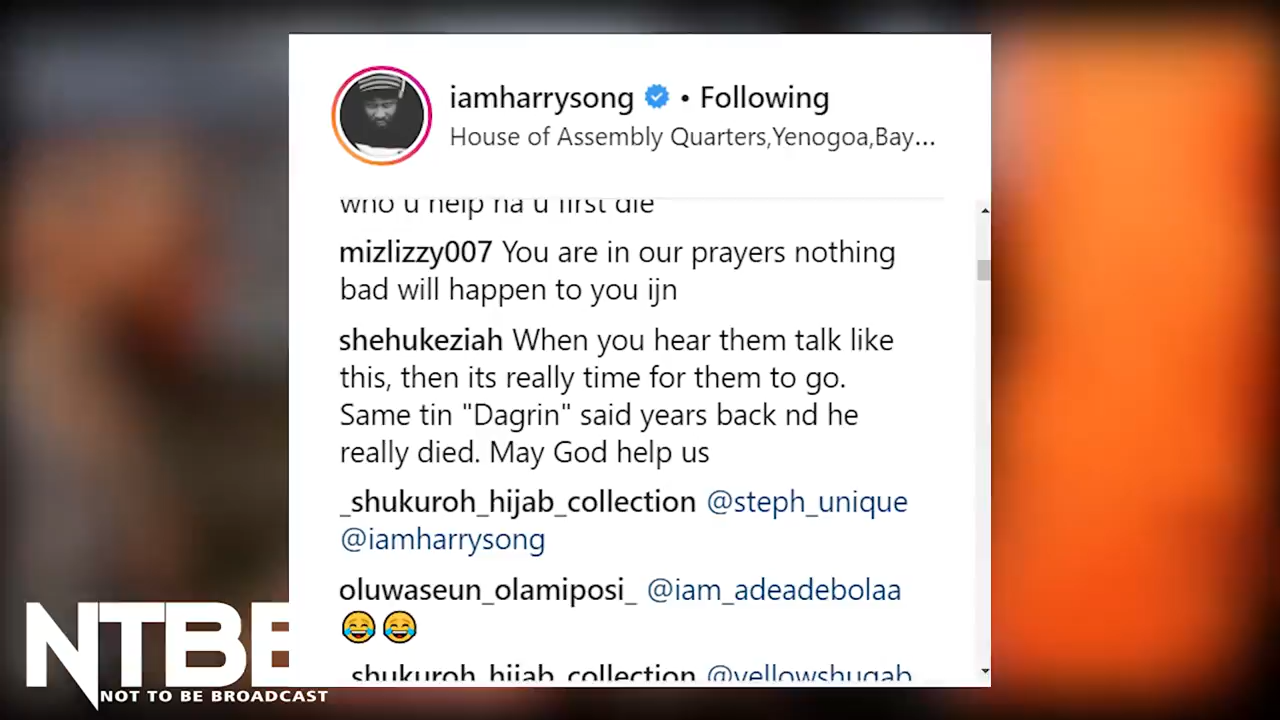 iamharrysong • Following
House of Assembly Quarters,Yenogoa,Bay...
who u help na u first die
mizlizzy007 You are in our prayers nothing
bad will happen to you ijn
shehukeziah When you hear them talk like
this, then its really time for them to go.
Same tin "Dagrin" said years back nd he
really died. May God help us
_shukuroh_hijab_collection @steph_unique
@iamharrysong
oluwaseun_olamiposi_ @iam_adeadebolaa
😂😂
_shukuroh_hijab_collection @yellowshugab
NTBE
NOT TO BE BROADCAST